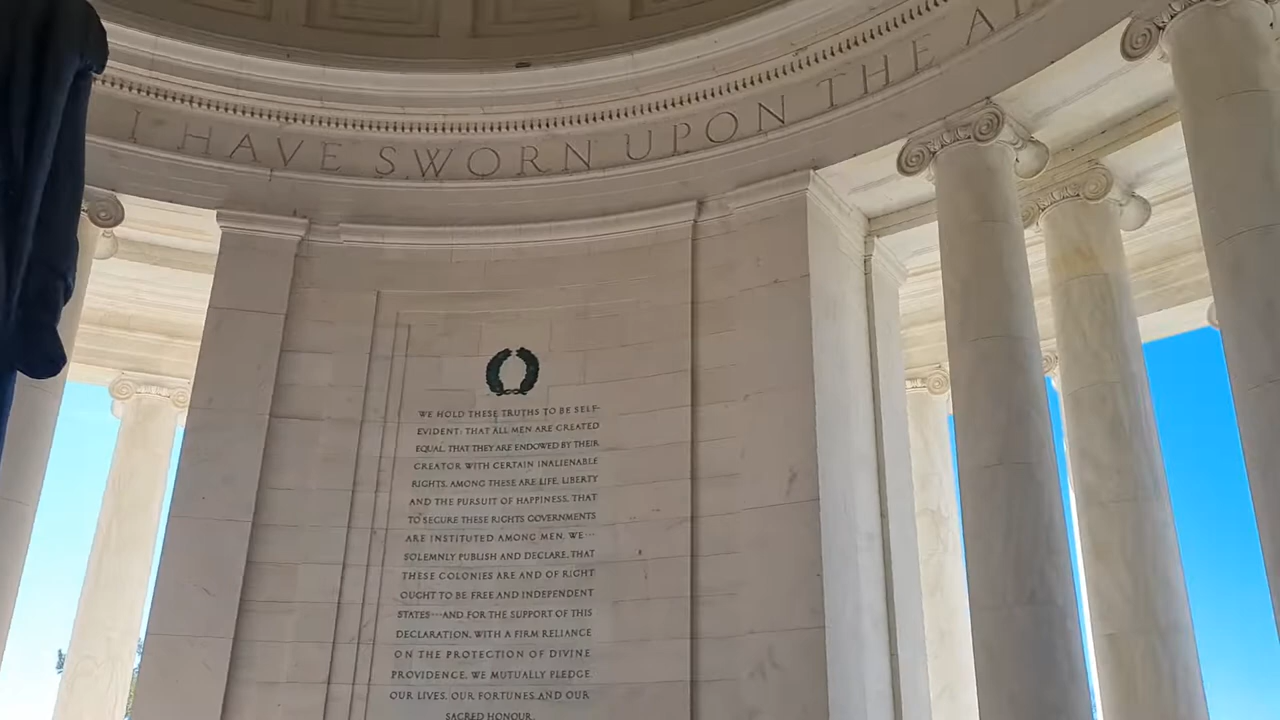 I HAVE SWORN UPON THE A
WE HOLD THESE TRUTHS TO BE SELF-
EVIDENT: THAT ALL MEN ARE CREATED
EQUAL, THAT THEY ARE ENDOWED BY THEIR
CREATOR WITH CERTAIN INALIENABLE
RIGHTS, AMONG THESE ARE LIFE, LIBERTY
AND THE PURSUIT OF HAPPINESS, THAT
TO SECURE THESE RIGHTS GOVERNMENTS
ARE INSTITUTED AMONG MEN. WE···
SOLEMNLY PUBLISH AND DECLARE, THAT
THESE COLONIES ARE AND OF RIGHT
OUGHT TO BE FREE AND INDEPENDENT
STATES···AND FOR THE SUPPORT OF THIS
DECLARATION, WITH A FIRM RELIANCE
ON THE PROTECTION OF DIVINE
PROVIDENCE, WE MUTUALLY PLEDGE
OUR LIVES, OUR FORTUNES AND OUR
SACRED HONOUR.